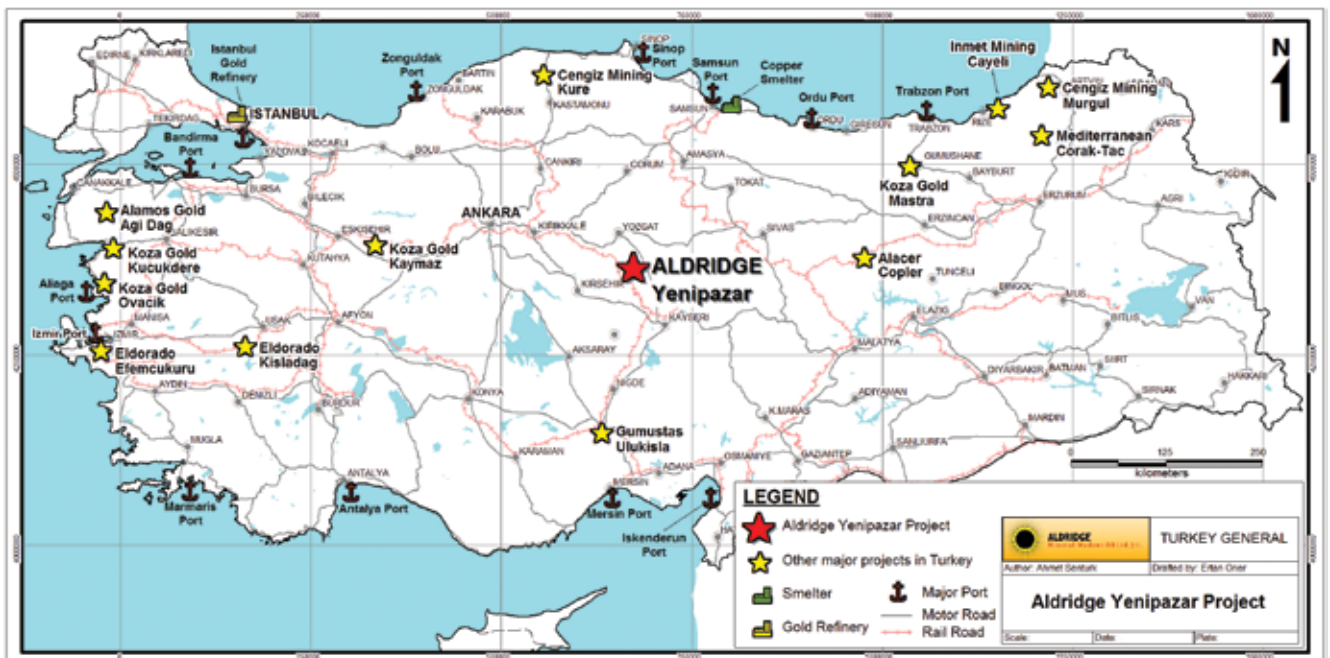 SINOP
EDIRNE
KIRKLARELI
Istanbul
Gold
Refinery
Zonguldak
Port
BARTIN
Cengiz Mining
Kure
Sinop
Port
Samsun
Port
Copper
Smelter
Inmet Mining
Cayeli
N
ARTVIN
Cengiz Mining
Murgul
ZONGULDAK
KARABUK
KASTAMONU
SAMSUN
Ordu Port
ORDU
GIRESUN
Trabzon Port
TRABZON
RIZE
KARS
TEKIRDAG
ISTANBUL
Bandirma
Port
YALOVA
KOCAELI
BOLU
Mediterranean
Corak-Tac
CANAKKALE
BURSA
BILECIK
CANKIRI
CORUM
AMASYA
TOKAT
GUMUSHANE
BAYBURT
Koza Gold
Mastra
ERZURUM
IGDIR
AGRI
Alamos Gold
Agi Dag
BALIKESIR
ESKISEHIR
ANKARA
KIRIKKALE
YOZGAT
SIVAS
ERZINCAN
Koza Gold
Kucukdere
KUTAHYA
Koza Gold
Kaymaz
ALDRIDGE
Yenipazar
Alacer
Copler
TUNCELI
Aliaga
Port
Koza Gold
Ovacik
KIRSEHIR
BINGOL
MUS
VAN
MANISA
USAK
AFYON
KAYSERI
ELAZIG
BITLIS
Izmir Port
IZMIR
Eldorado
Efemcukuru
Eldorado
Kisladag
AKSARAY
MALATYA
SIIRT
AYDIN
DENIZLI
BURDUR
KONYA
NIGDE
ADIYAMAN
DIYARBAKIR
BATMAN
SIRNAK
HAKKARI
K.MARAS
MARDIN
MUGLA
Gumustas
Ulukisla
KARAMAN
ADANA
OSMANIYE
GAZIANTEP
SANLIURFA
0
125
250
kilometers
ANTALYA
MERSIN
Marmaris
Port
Antalya Port
Mersin Port
Iskenderun
Port
LEGEND
Aldridge Yenipazar Project
Other major projects in Turkey
Smelter
Major Port
Motor Road
Gold Refinery
Rail Road
ALDRIDGE
TURKEY GENERAL
Author: Ahmet Senturk
Drafted by: Ertan Oner
Aldridge Yenipazar Project
Scale:
Date:
Plate: